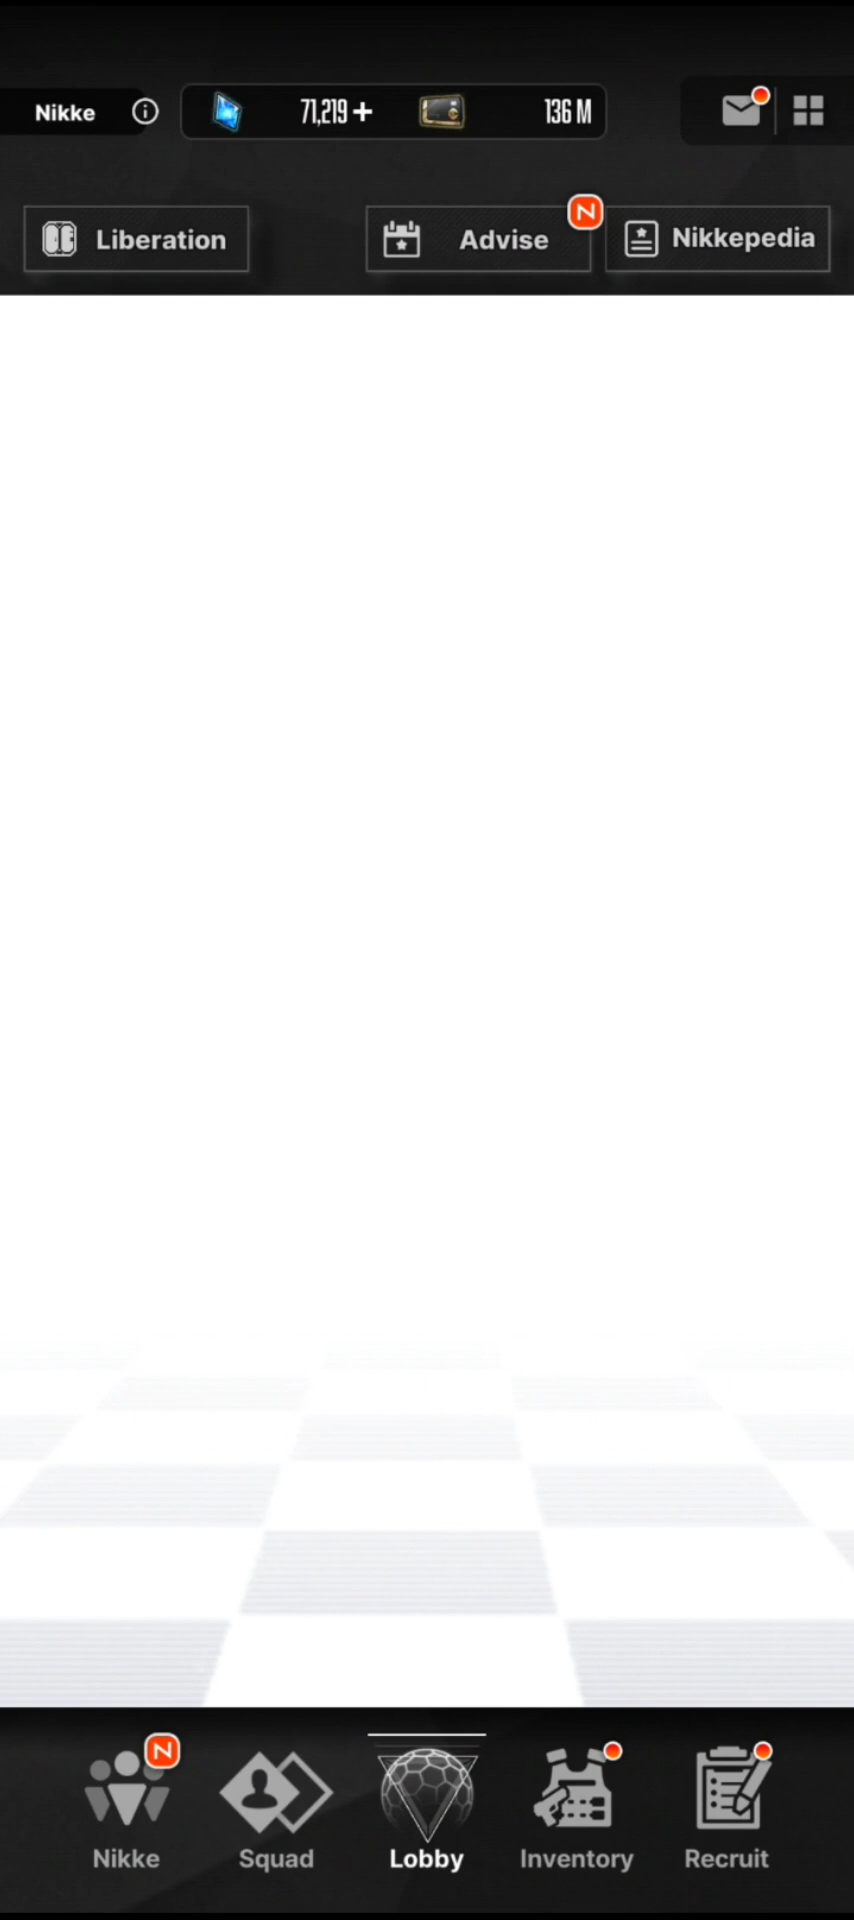 Nikke
71,219 +
136 M
Liberation
Advise
N
Nikkepedia
N
Nikke
Squad
Lobby
Inventory
Recruit